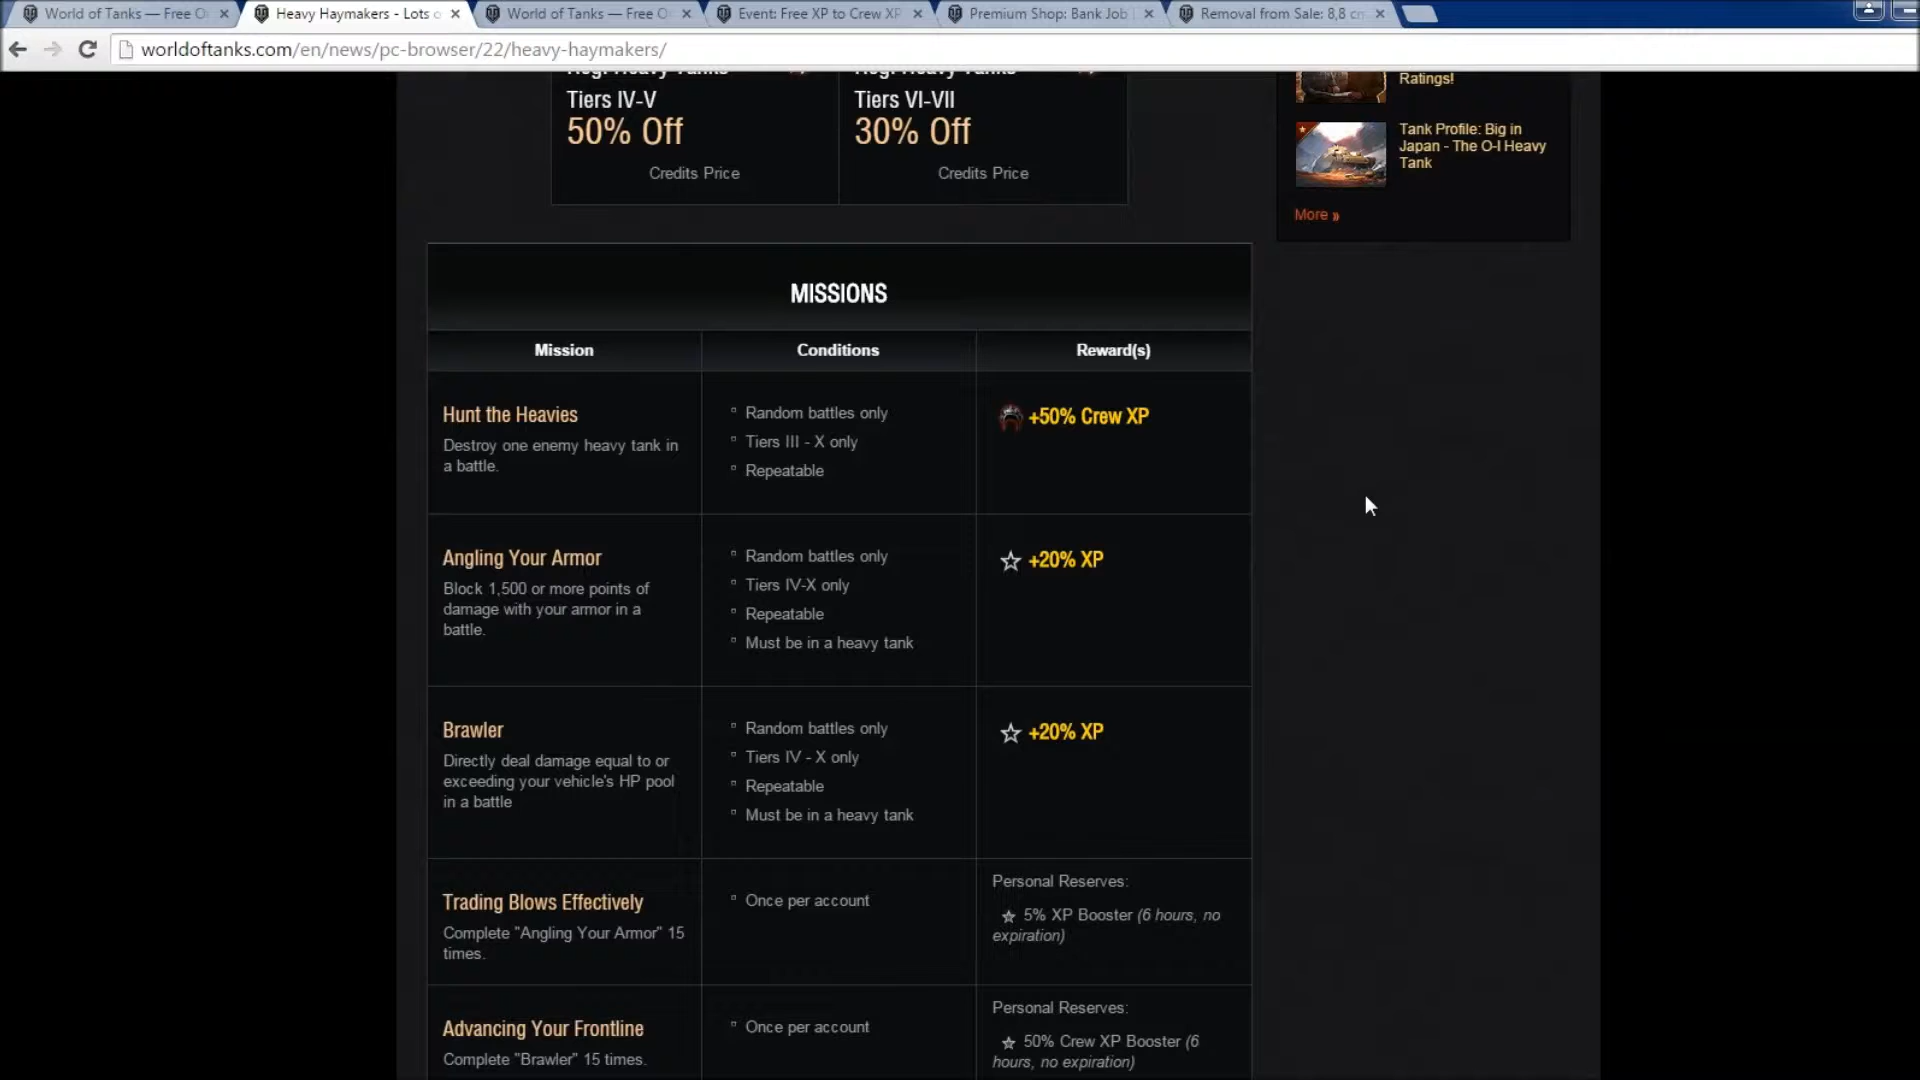 World of Tanks — Free O
Heavy Haymakers - Lots o
World of Tanks — Free O
Event: Free XP to Crew XP
Premium Shop: Bank Job
Removal from Sale: 8,8 cm
worldoftanks.com/en/news/pc-browser/22/heavy-haymakers/
Reg. Heavy Tanks
Reg. Heavy Tanks
Tiers IV-V
Tiers VI-VII
50% Off
30% Off
Credits Price
Credits Price
Ratings!
Tank Profile: Big in
Japan - The O-I Heavy
Tank
More »
MISSIONS
Mission
Conditions
Reward(s)
Hunt the Heavies
Destroy one enemy heavy tank in
a battle.
Random battles only
Tiers III - X only
Repeatable
+50% Crew XP
Angling Your Armor
Block 1,500 or more points of
damage with your armor in a
battle.
Random battles only
Tiers IV-X only
Repeatable
Must be in a heavy tank
+20% XP
Brawler
Directly deal damage equal to or
exceeding your vehicle's HP pool
in a battle
Random battles only
Tiers IV - X only
Repeatable
Must be in a heavy tank
+20% XP
Trading Blows Effectively
Complete "Angling Your Armor" 15
times.
Once per account
Personal Reserves:
5% XP Booster (6 hours, no
expiration)
Advancing Your Frontline
Complete "Brawler" 15 times.
Once per account
Personal Reserves:
50% Crew XP Booster (6
hours, no expiration)